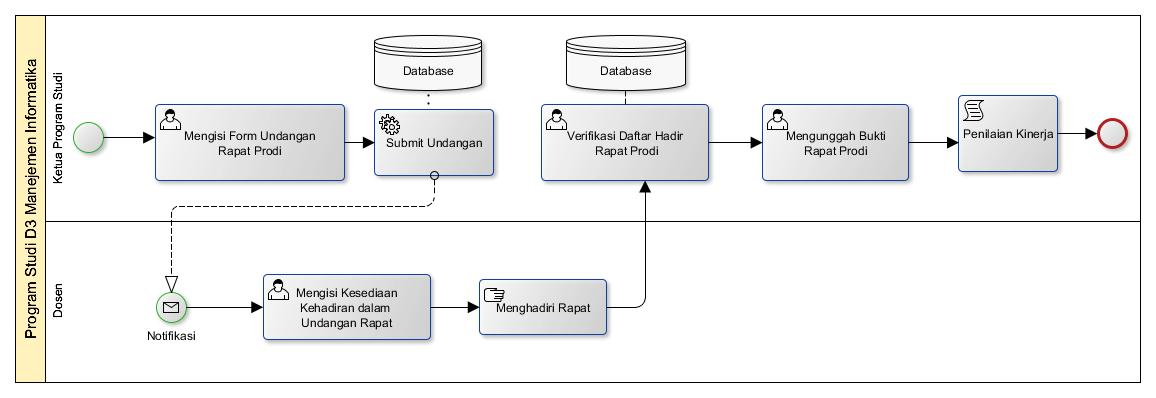 Program Studi D3 Manejemen Informatika
Ketua Program Studi
Database
Database
Mengisi Form Undangan
Rapat Prodi
Submit Undangan
Verifikasi Daftar Hadir
Rapat Prodi
Mengunggah Bukti
Rapat Prodi
Penilaian Kinerja
Dosen
Notifikasi
Mengisi Kesediaan
Kehadiran dalam
Undangan Rapat
Menghadiri Rapat